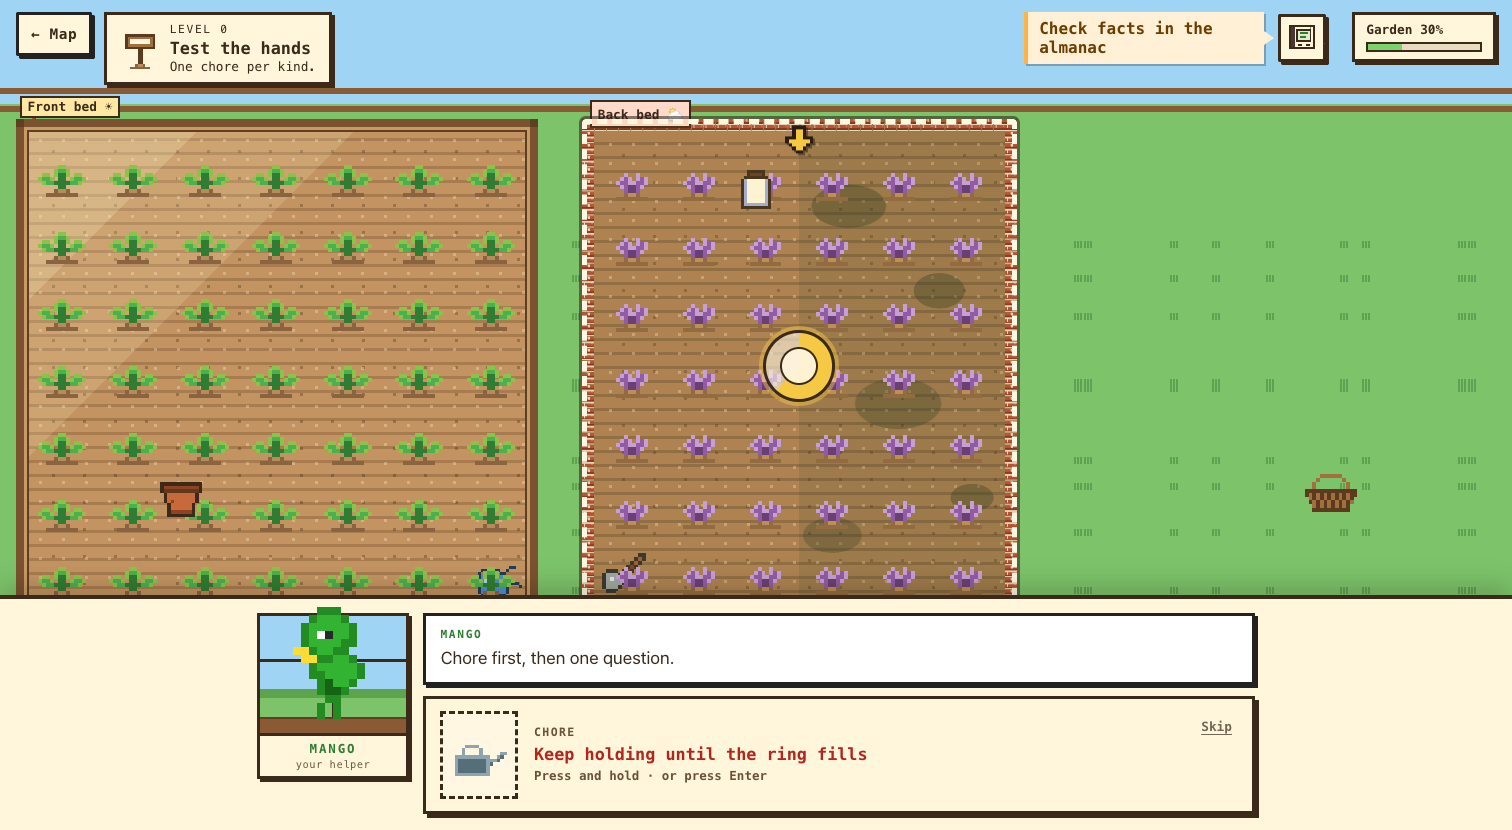 ← Map
LEVEL 0
Test the hands
One chore per kind.
Check facts in the
almanac
Garden 30%
Front bed ☀
Back bed
MANGO
Chore first, then one question.
MANGO
your helper
CHORE
Keep holding until the ring fills
Press and hold · or press Enter
Skip